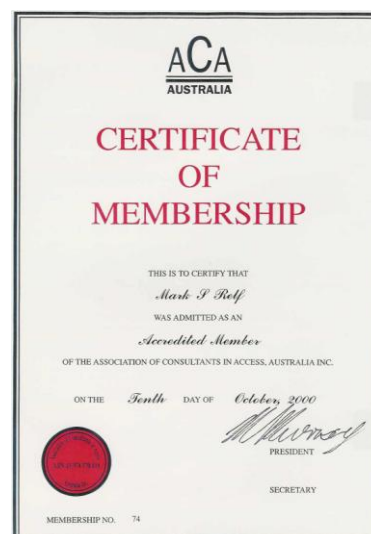 ACA
AUSTRALIA
CERTIFICATE
OF
MEMBERSHIP
THIS IS TO CERTIFY THAT
Mark S Relf
WAS ADMITTED AS AN
Accredited Member
OF THE ASSOCIATION OF CONSULTANTS IN ACCESS, AUSTRALIA INC.
ON THE Tenth DAY OF October, 2000
PRESIDENT
SECRETARY
MEMBERSHIP NO. 74